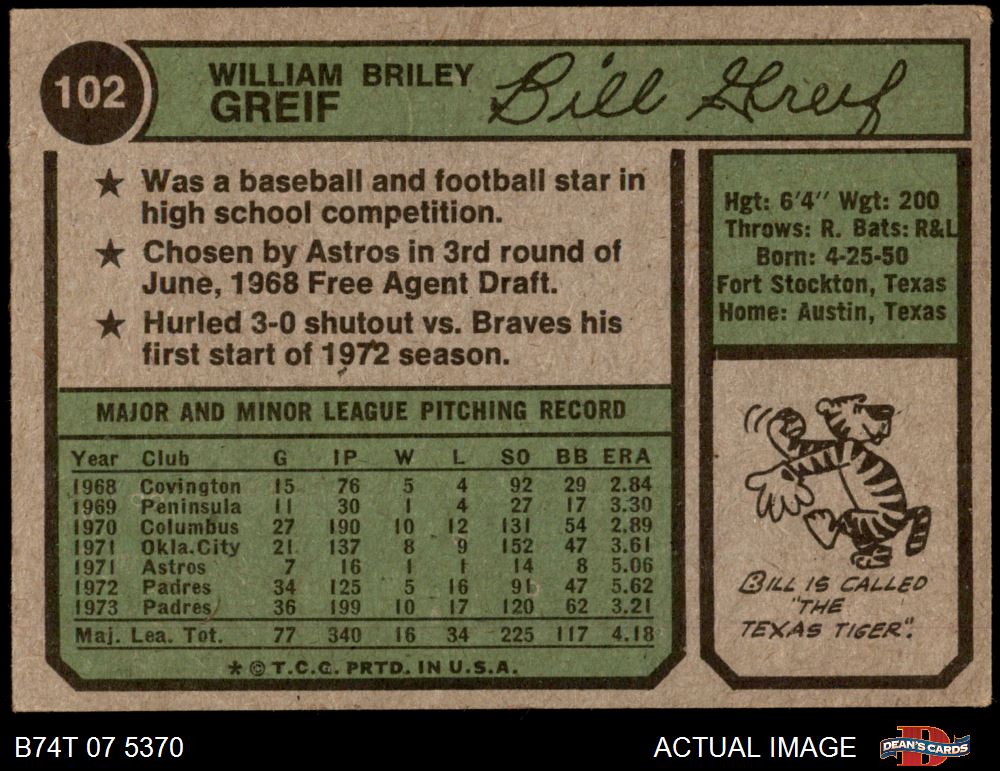 102
WILLIAM BRILEY
GREIF
Bill Greif
★ Was a baseball and football star in
high school competition.
★ Chosen by Astros in 3rd round of
June, 1968 Free Agent Draft.
★ Hurled 3-0 shutout vs. Braves his
first start of 1972 season.
MAJOR AND MINOR LEAGUE PITCHING RECORD
Year Club G IP W L SO BB ERA
1968 Covington 15 76 5 4 92 29 2.84
1969 Peninsula 11 30 1 4 27 17 3.30
1970 Columbus 27 190 10 12 131 54 2.89
1971 Okla.City 21 137 8 9 152 47 3.61
1971 Astros 7 16 1 1 14 8 5.06
1972 Padres 34 125 5 16 91 47 5.62
1973 Padres 36 199 10 17 120 62 3.21
Maj. Lea. Tot. 77 340 16 34 225 117 4.18
* © T.C.G. PRTD. IN U.S.A.
Hgt: 6'4" Wgt: 200
Throws: R. Bats: R&L
Born: 4-25-50
Fort Stockton, Texas
Home: Austin, Texas
BILL IS CALLED
"THE
TEXAS TIGER".
B74T 07 5370
ACTUAL IMAGE
DEAN'S CARDS